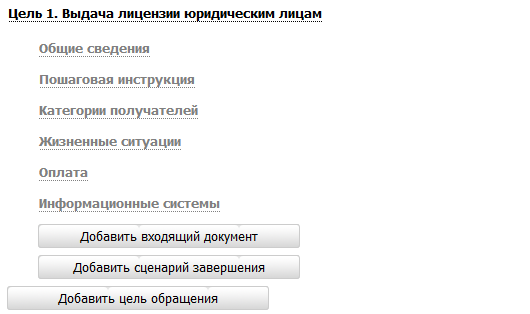 Цель 1. Выдача лицензии юридическим лицам
Общие сведения
Пошаговая инструкция
Категории получателей
Жизненные ситуации
Оплата
Информационные системы
Добавить входящий документ
Добавить сценарий завершения
Добавить цель обращения